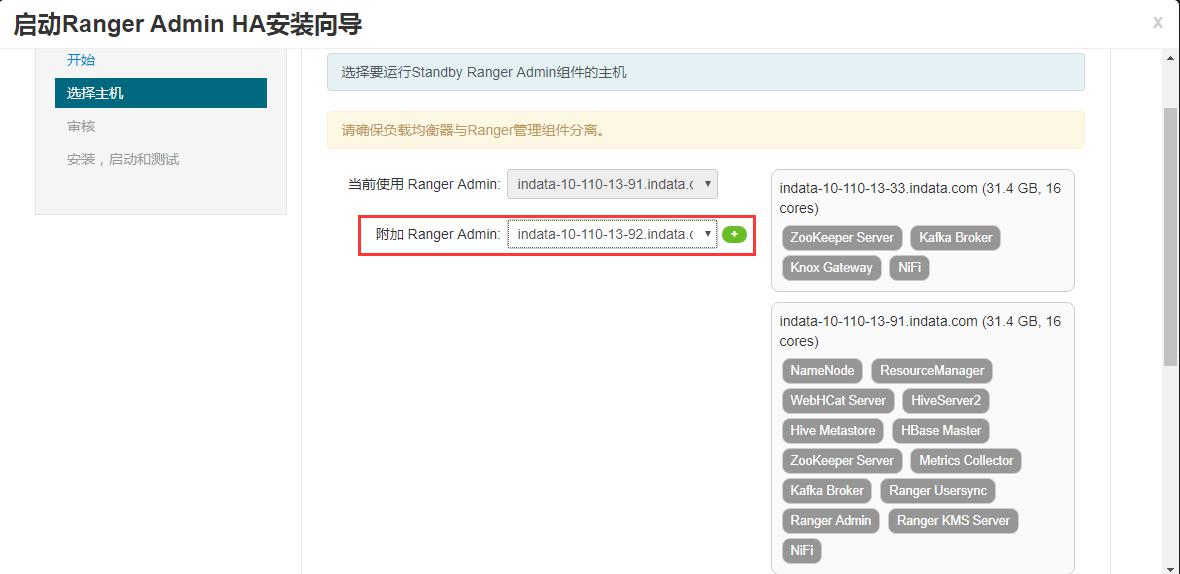 启动Ranger Admin HA安装向导
x
开始
选择主机
审核
安装，启动和测试
选择要运行Standby Ranger Admin组件的主机
请确保负载均衡器与Ranger管理组件分离。
当前使用 Ranger Admin: indata-10-110-13-91.indata.c
附加 Ranger Admin: indata-10-110-13-92.indata.c +
indata-10-110-13-33.indata.com (31.4 GB, 16
cores)
ZooKeeper Server Kafka Broker
Knox Gateway NiFi
indata-10-110-13-91.indata.com (31.4 GB, 16
cores)
NameNode ResourceManager
WebHCat Server HiveServer2
Hive Metastore HBase Master
ZooKeeper Server Metrics Collector
Kafka Broker Ranger Usersync
Ranger Admin Ranger KMS Server
NiFi